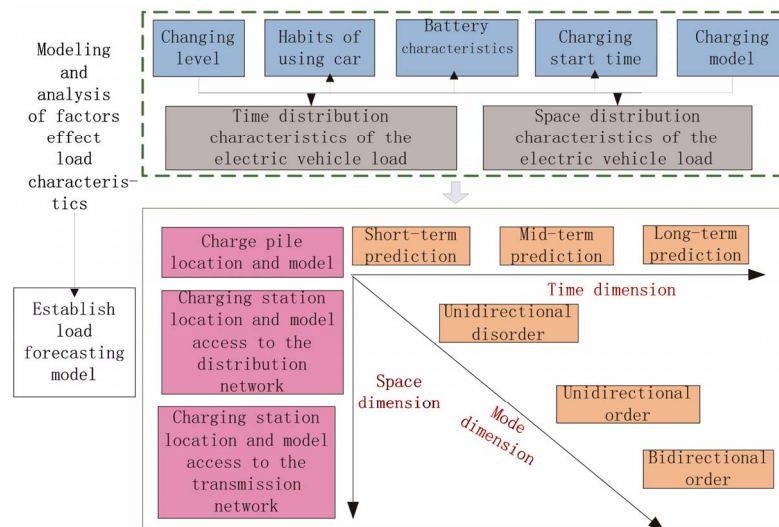 Modeling
and
analysis
of factors
effect
load
characteris-
tics
Changing
level
Habits of
using car
Battery
characteristics
Charging
start time
Charging
model
Time distribution
characteristics of the
electric vehicle load
Space distribution
characteristics of the
electric vehicle load
Establish
load
forecasting
model
Charge pile
location and model
Short-term
prediction
Mid-term
prediction
Long-term
prediction
Time dimension
Charging station
location and model
access to the
distribution
network
Unidirectional
disorder
Space
dimension
Mode
dimension
Unidirectional
order
Charging station
location and model
access to the
transmission
network
Bidirectional
order